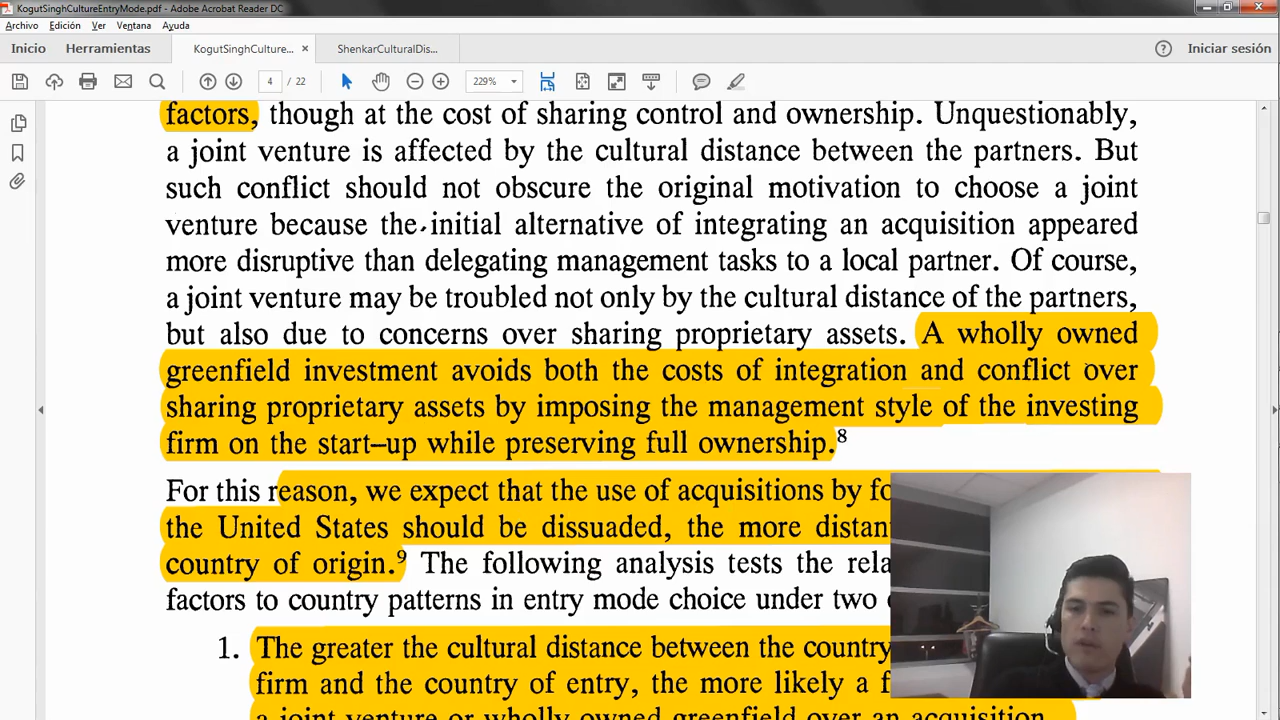 KogutSinghCultureEntryMode.pdf - Adobe Acrobat Reader DC
Archivo Edición Ver Ventana Ayuda
Inicio Herramientas KogutSinghCulture... × ShenkarCulturalDis... Iniciar sesión
4 / 22 229%
factors, though at the cost of sharing control and ownership. Unquestionably,
a joint venture is affected by the cultural distance between the partners. But
such conflict should not obscure the original motivation to choose a joint
venture because the initial alternative of integrating an acquisition appeared
more disruptive than delegating management tasks to a local partner. Of course,
a joint venture may be troubled not only by the cultural distance of the partners,
but also due to concerns over sharing proprietary assets. A wholly owned
greenfield investment avoids both the costs of integration and conflict over
sharing proprietary assets by imposing the management style of the investing
firm on the start–up while preserving full ownership.8
For this reason, we expect that the use of acquisitions by fo
the United States should be dissuaded, the more distan
country of origin.9 The following analysis tests the rela
factors to country patterns in entry mode choice under two
1. The greater the cultural distance between the country
firm and the country of entry, the more likely a f
a joint venture or wholly owned greenfield over an acquisition